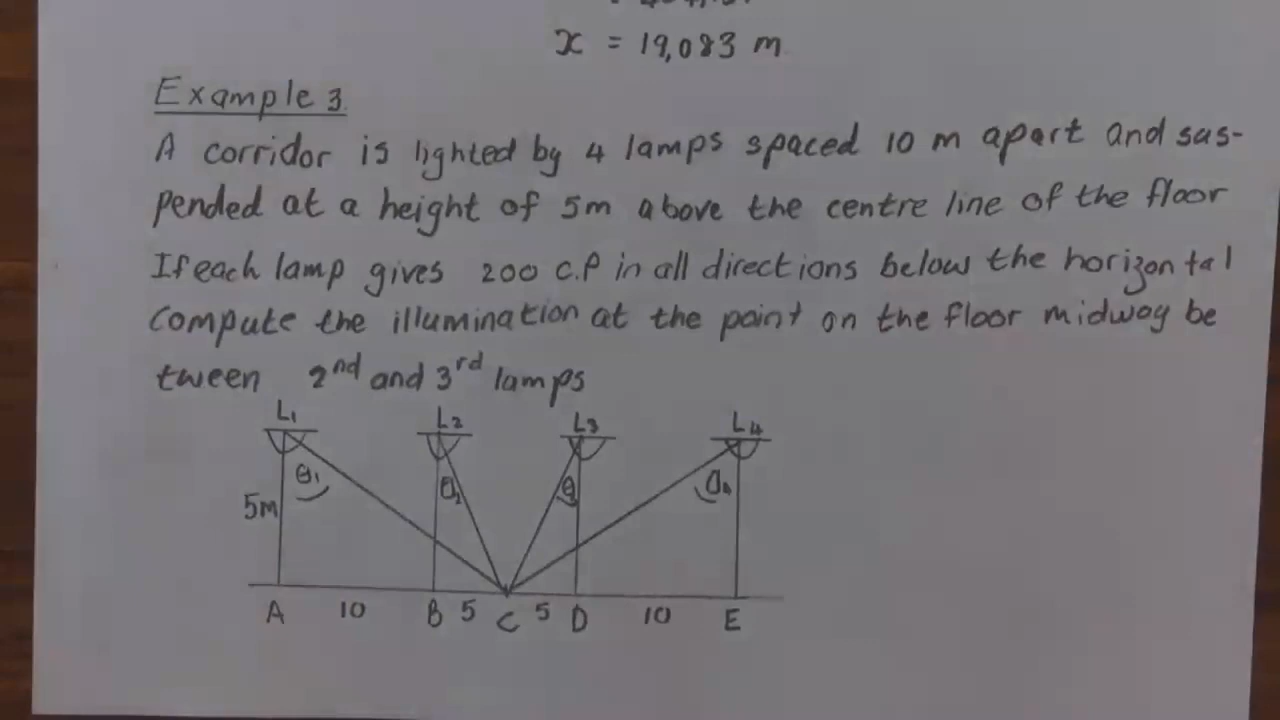 x = 19,083 m
Example 3.
A corridor is lighted by 4 lamps spaced 10 m apart and sus-
pended at a height of 5m above the centre line of the floor
If each lamp gives 200 C.P in all directions below the horizontal
Compute the illumination at the point on the floor midway be
tween 2nd and 3rd lamps
L1 L2 L3 L4
θ1 θ2 θ
5m
A 10 B 5 C 5 D 10 E